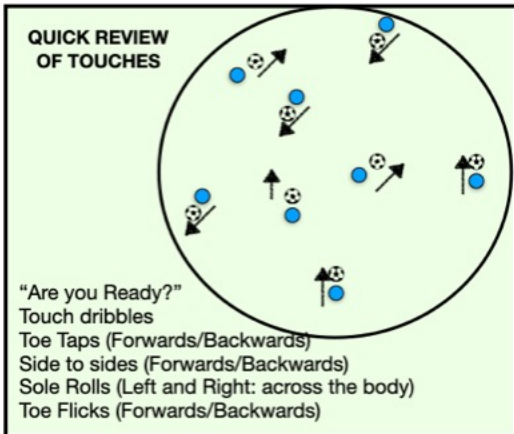 QUICK REVIEW
OF TOUCHES
“Are you Ready?”
Touch dribbles
Toe Taps (Forwards/Backwards)
Side to sides (Forwards/Backwards)
Sole Rolls (Left and Right: across the body)
Toe Flicks (Forwards/Backwards)